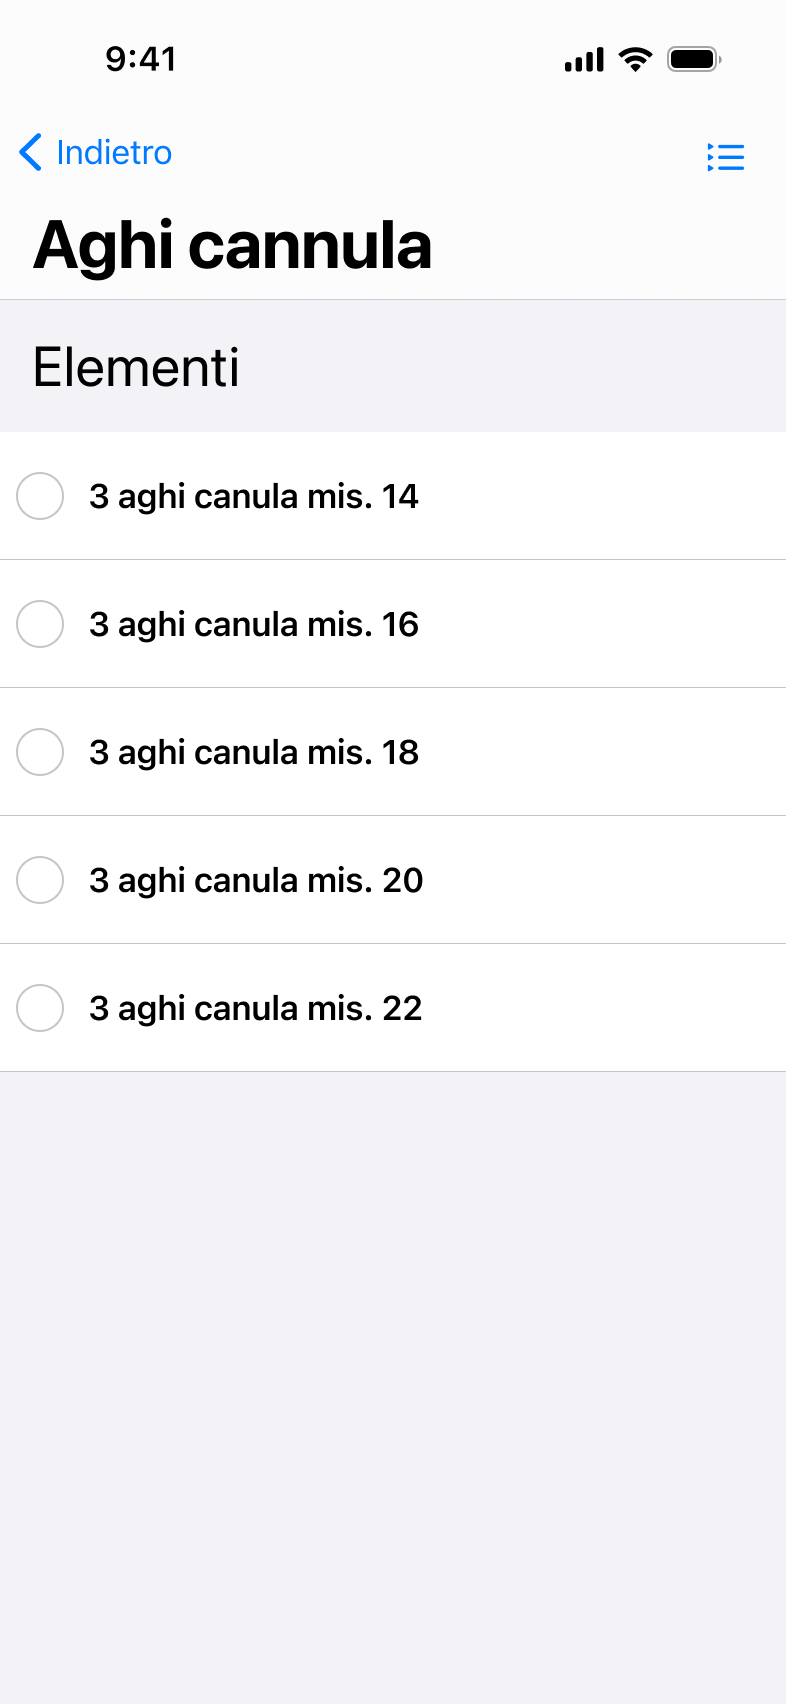 9:41
Indietro
Aghi cannula
Elementi
3 aghi canula mis. 14
3 aghi canula mis. 16
3 aghi canula mis. 18
3 aghi canula mis. 20
3 aghi canula mis. 22